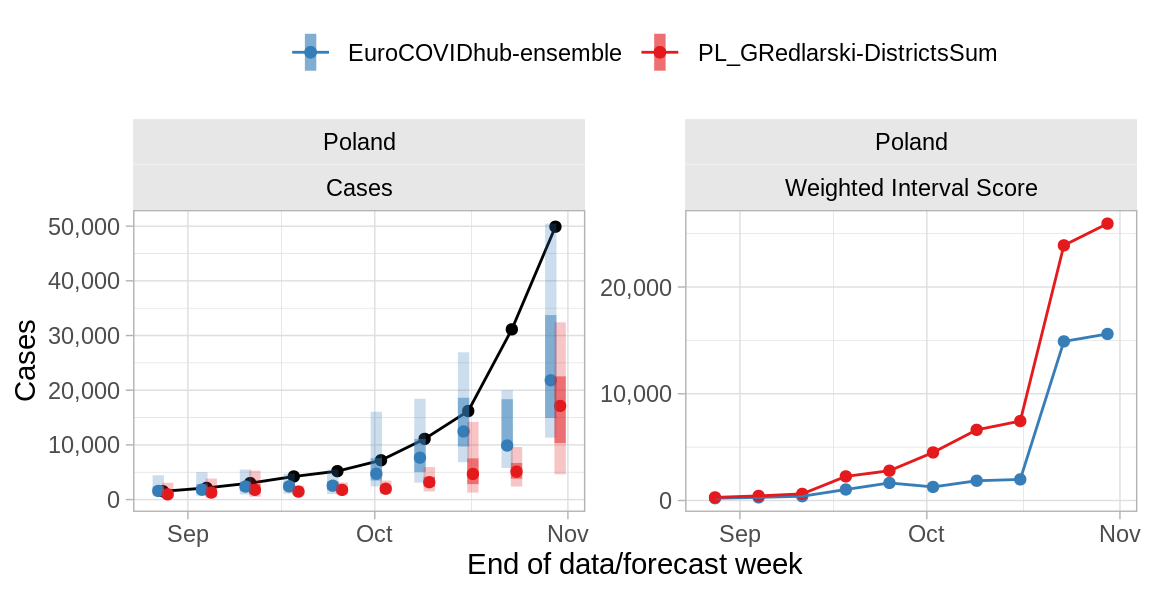 EuroCOVIDhub-ensemble PL_GRedlarski-DistrictsSum
Poland
Cases
50,000
40,000
30,000
20,000
10,000
0
Cases
Sep Oct Nov
Poland
Weighted Interval Score
20,000
10,000
0
Sep Oct Nov
End of data/forecast week